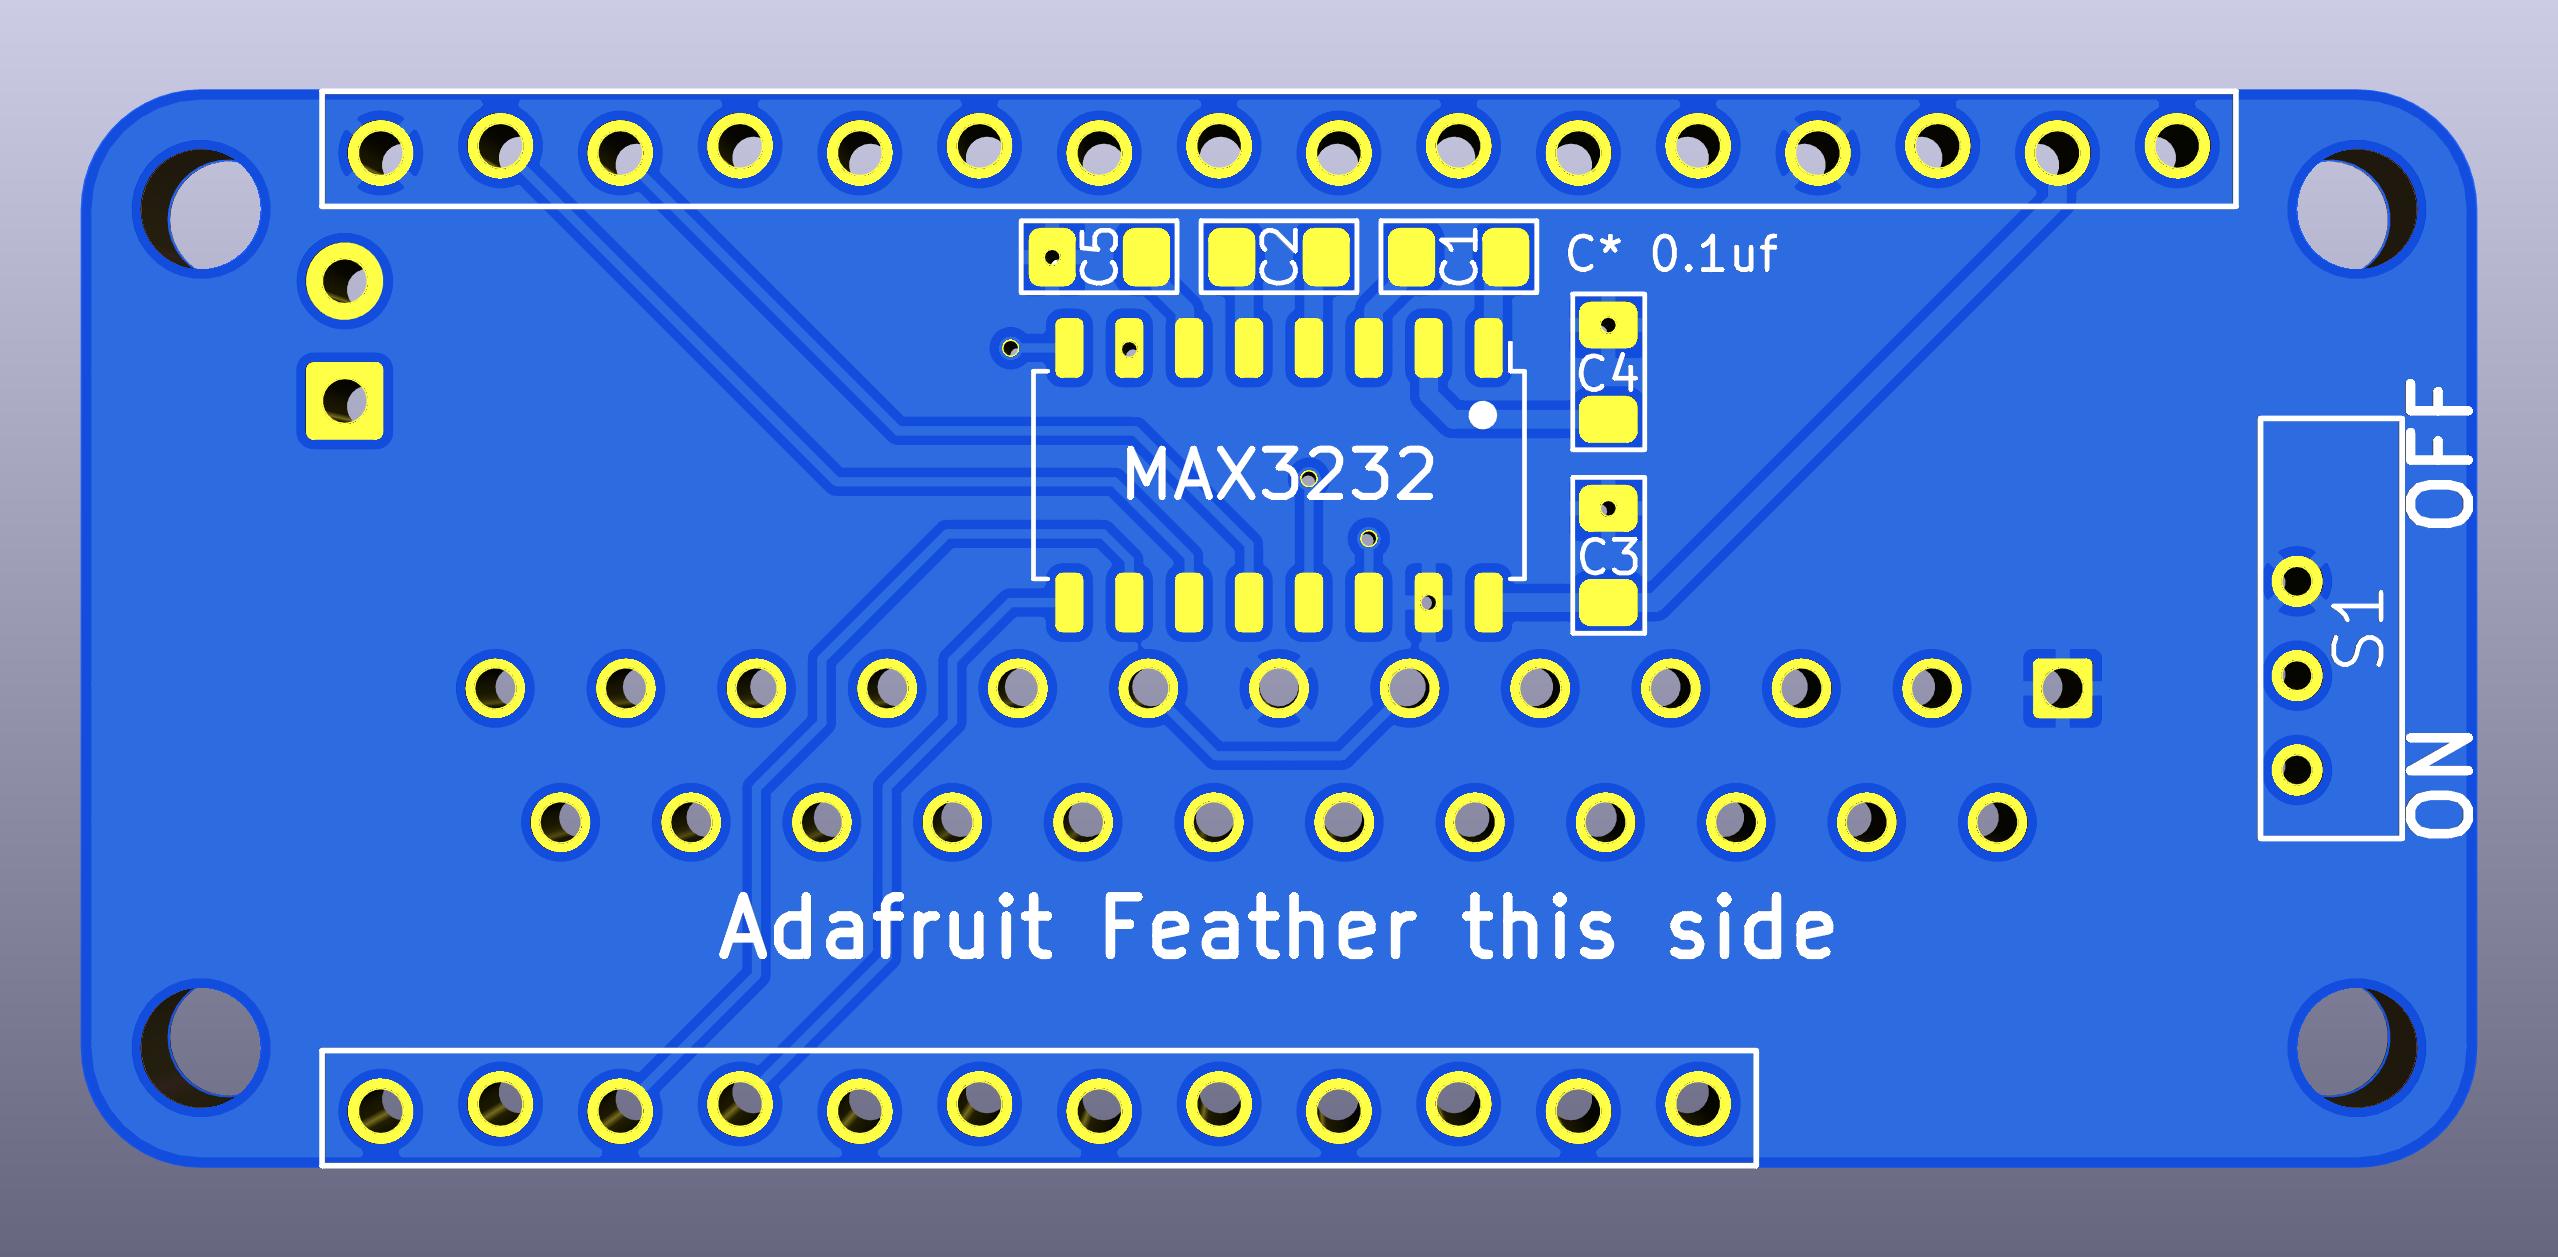 C5
C2
C1
C* 0.1uf
C4
OFF
MAX3232
C3
S1
ON
Adafruit Feather this side